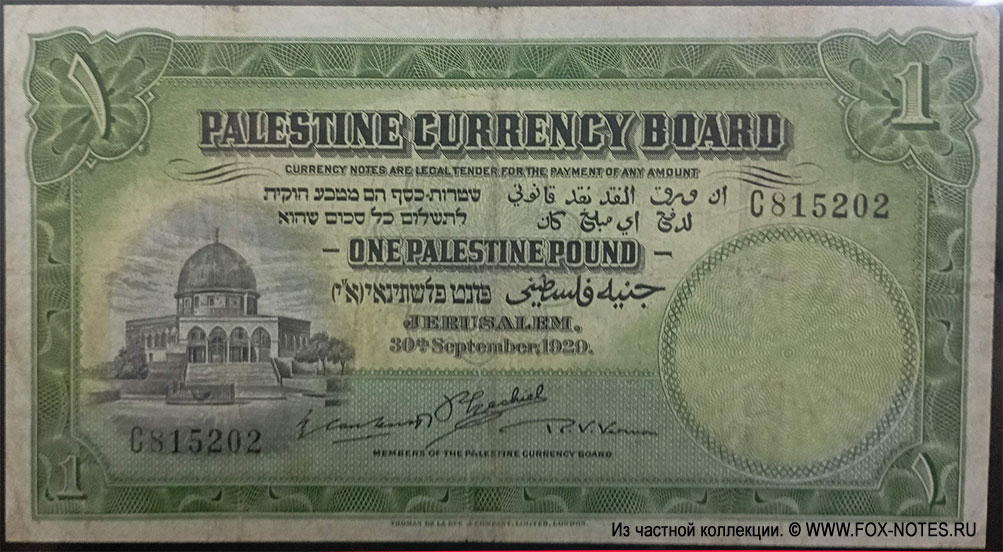 ١
1
PALESTINE CURRENCY BOARD
CURRENCY NOTES ARE LEGAL TENDER FOR THE PAYMENT OF ANY AMOUNT
שטרות-כסף הם מטבע חוקית
לתשלום כל סכום שהוא
ان ورق النقد نقد قانوني
لدفع اي مبلغ كان
C815202
ONE PALESTINE POUND
פונט פלשתינאי (א"י)
جنيه فلسطيني
JERUSALEM,
30th September, 1929.
C815202
P. Ezechiel
P. V. Vernon
MEMBERS OF THE PALESTINE CURRENCY BOARD
1
١
THOMAS DE LA RUE & COMPANY, LIMITED, LONDON.
Из частной коллекции. © WWW.FOX-NOTES.RU